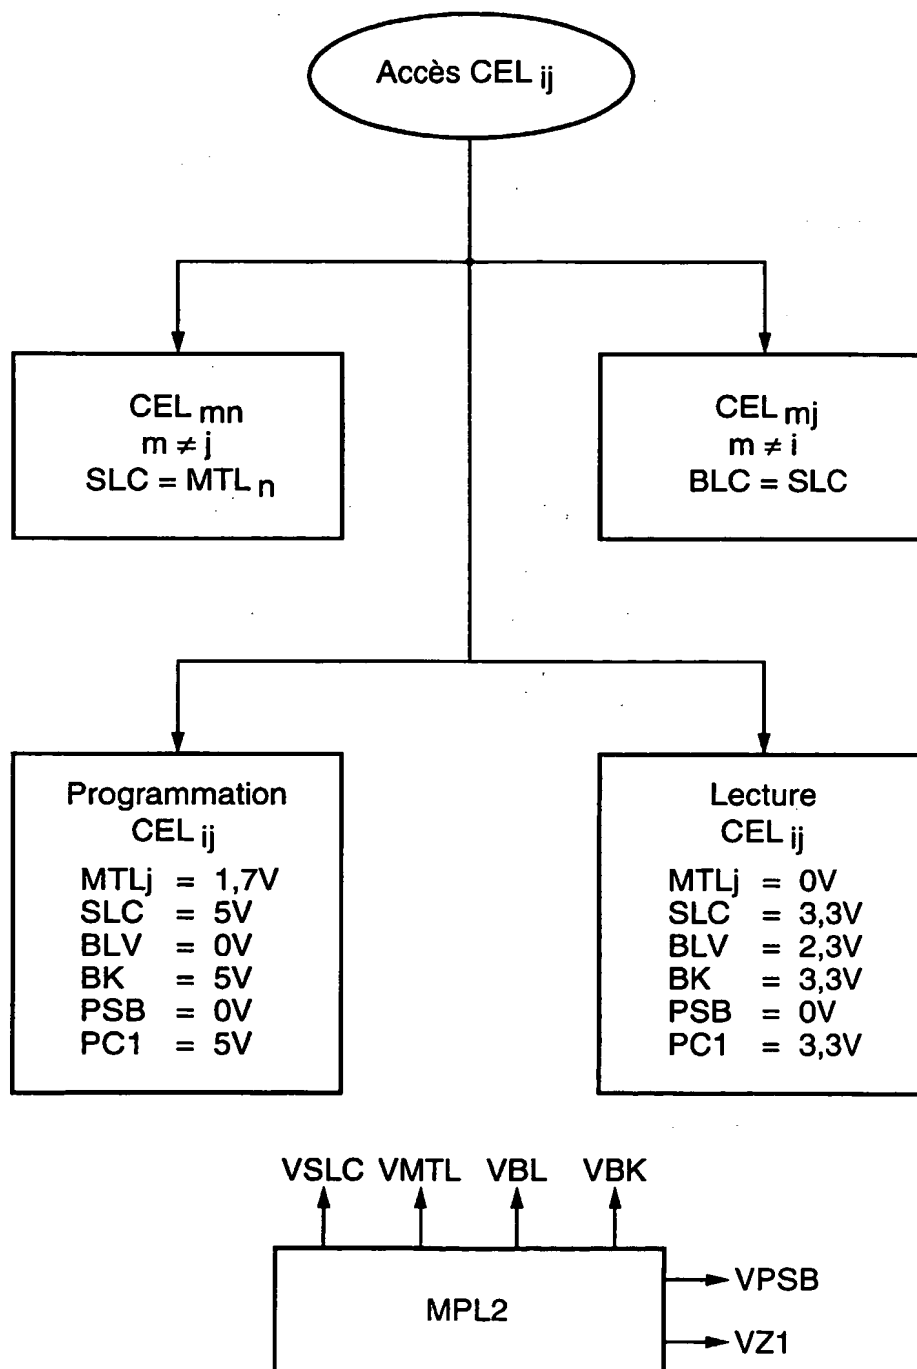 Accès CEL ij
CEL mn
m ≠ j
SLC = MTL n
CEL mj
m ≠ i
BLC = SLC
Programmation
CEL ij
MTLj = 1,7V
SLC = 5V
BLV = 0V
BK = 5V
PSB = 0V
PC1 = 5V
Lecture
CEL ij
MTLj = 0V
SLC = 3,3V
BLV = 2,3V
BK = 3,3V
PSB = 0V
PC1 = 3,3V
VSLC VMTL VBL VBK
MPL2
VPSB
VZ1